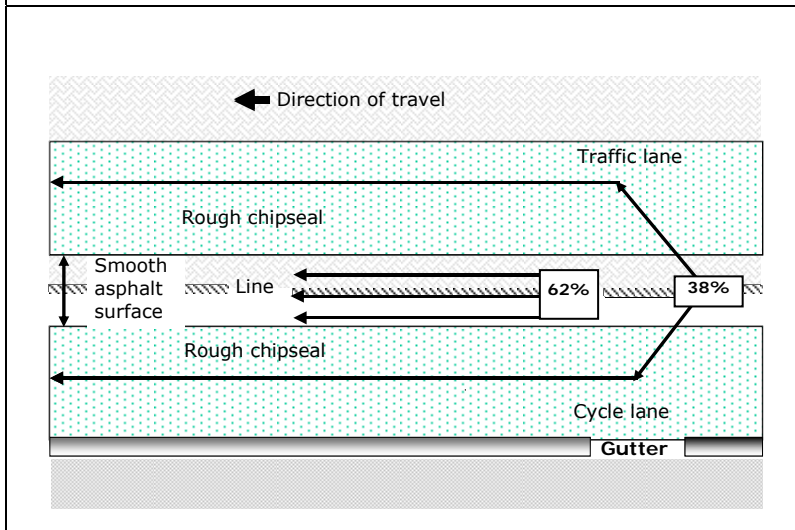 Direction of travel
Traffic lane
Rough chipseal
Smooth
asphalt
surface
Line
62%
38%
Rough chipseal
Cycle lane
Gutter